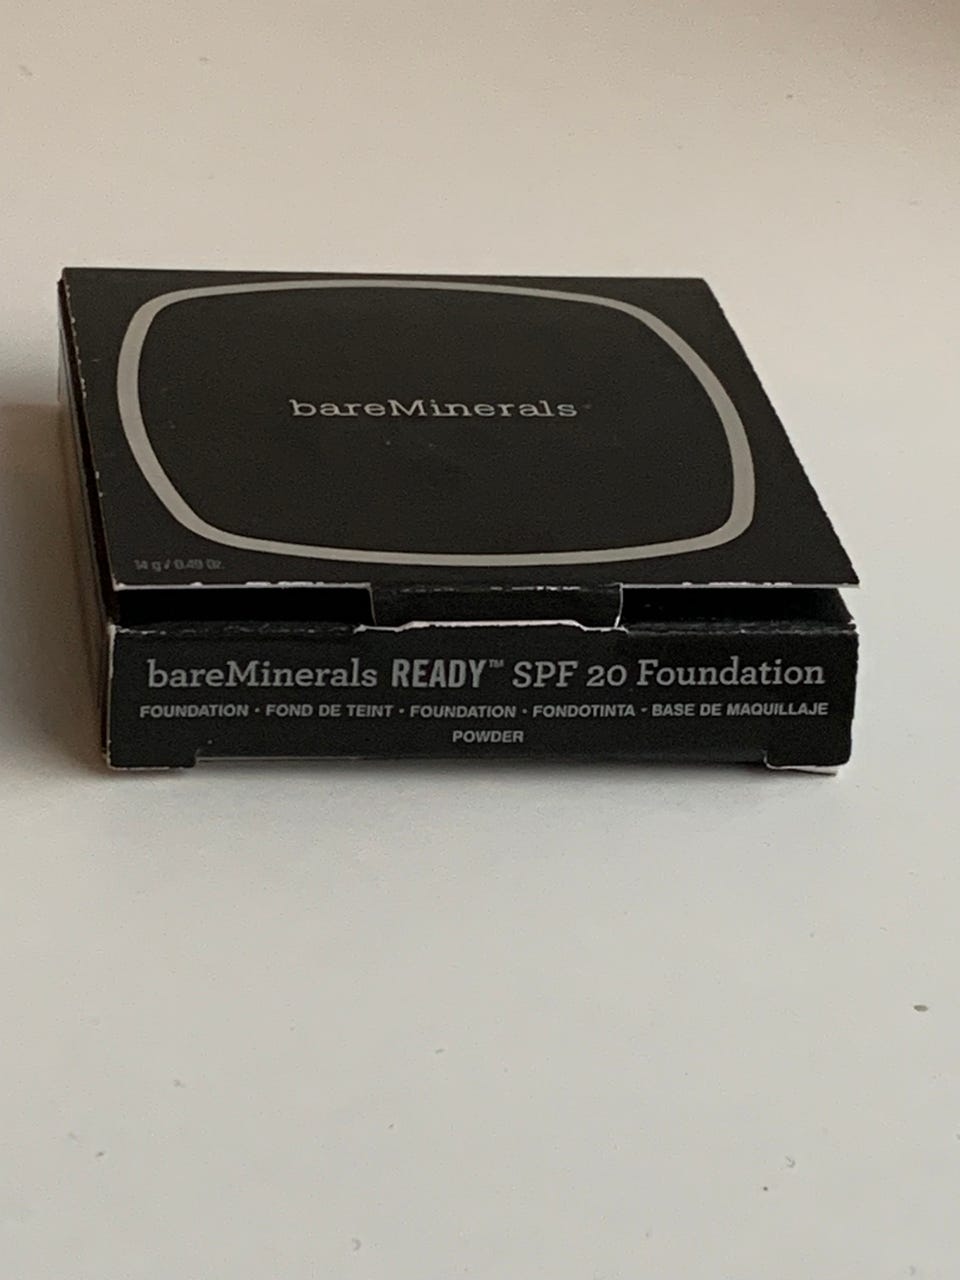 bareMinerals
14 g / 0.49 Oz.
bareMinerals READY™ SPF 20 Foundation
FOUNDATION • FOND DE TEINT • FOUNDATION • FONDOTINTA • BASE DE MAQUILLAJE
POWDER